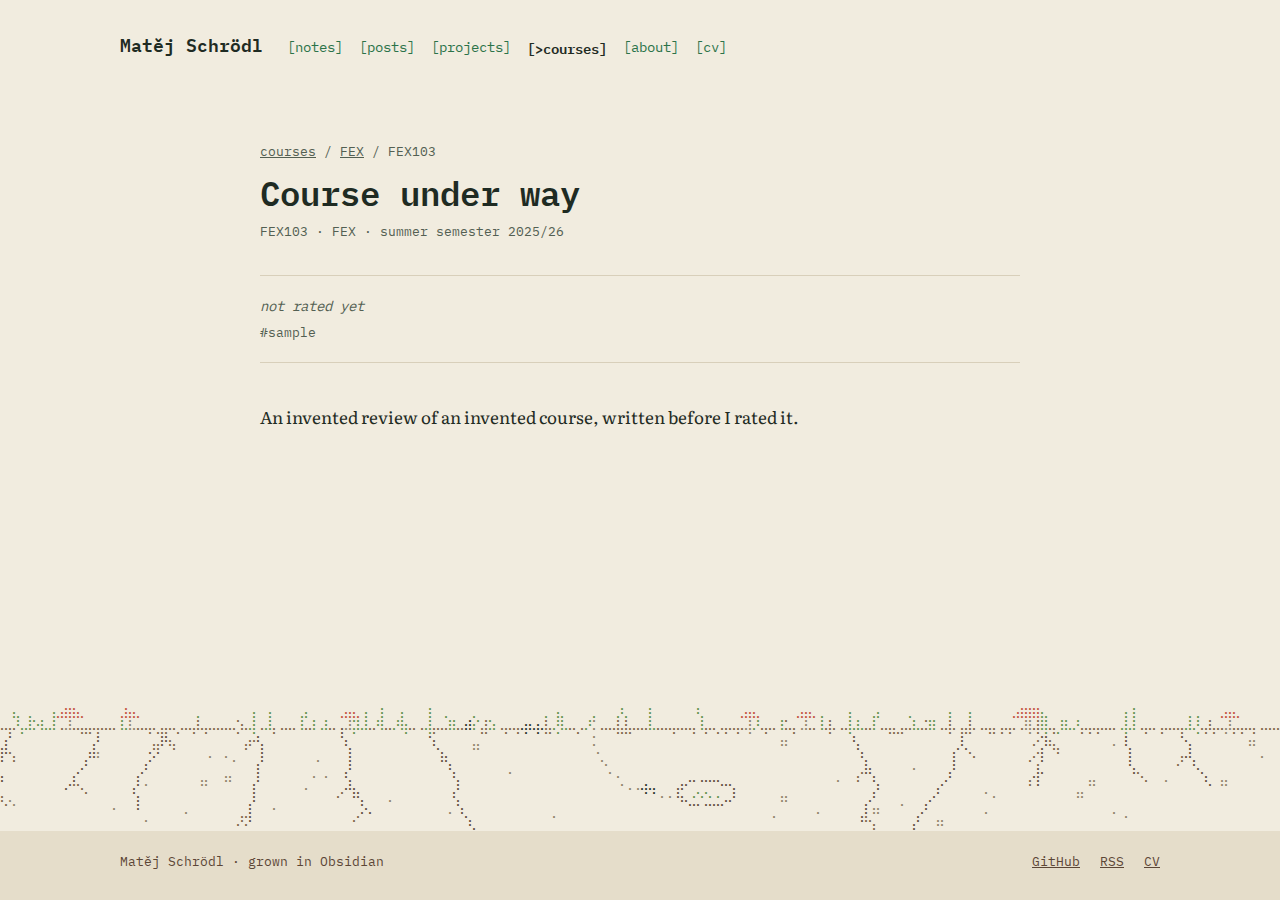 Matěj Schrödl [notes] [posts] [projects] [>courses] [about] [cv]
courses / FEX / FEX103
Course under way
FEX103 · FEX · summer semester 2025/26
not rated yet
#sample
An invented review of an invented course, written before I rated it.
Matěj Schrödl · grown in Obsidian GitHub RSS CV